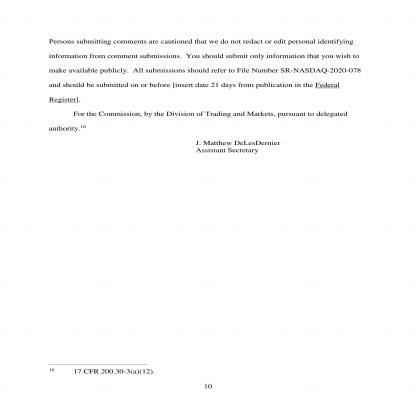 Persons submitting comments are cautioned that we do not redact or edit personal identifying
information from comment submissions.  You should submit only information that you wish to
make available publicly.  All submissions should refer to File Number SR-NASDAQ-2020-078
and should be submitted on or before [insert date 21 days from publication in the Federal
Register].
For the Commission, by the Division of Trading and Markets, pursuant to delegated
authority.16
J. Matthew DeLesDernier
Assistant Secretary
16 17 CFR 200.30-3(a)(12).
10